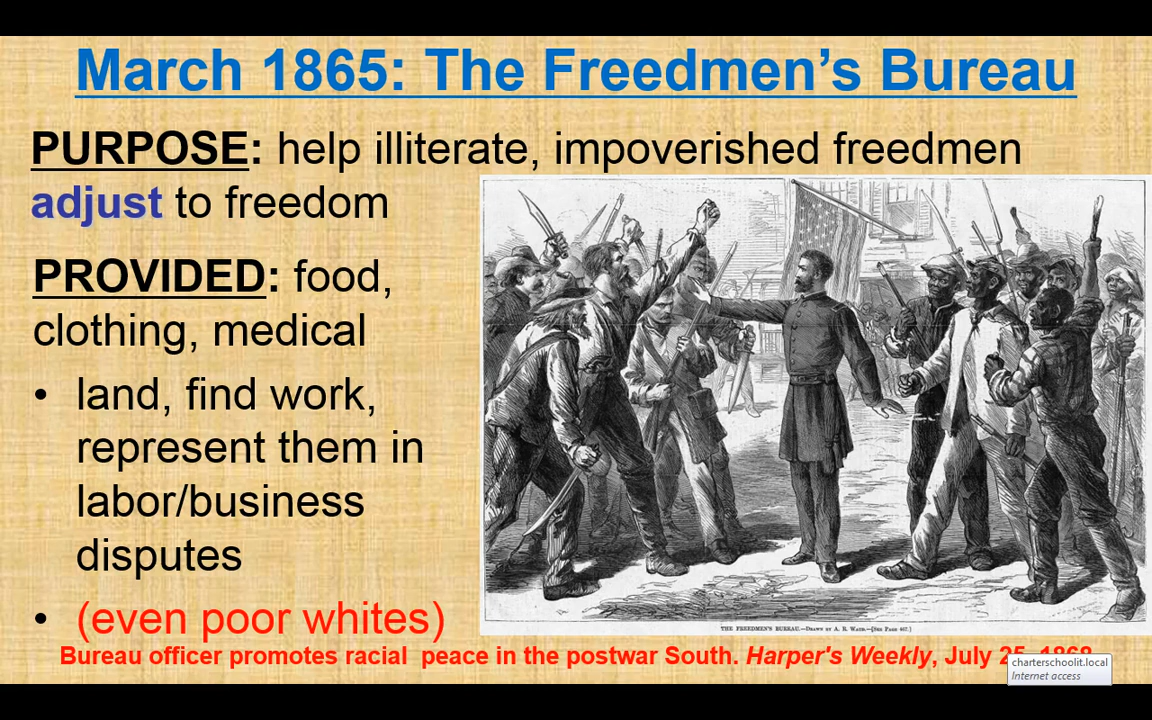 March 1865: The Freedmen's Bureau
PURPOSE: help illiterate, impoverished freedmen
adjust to freedom
PROVIDED: food,
clothing, medical
• land, find work,
represent them in
labor/business
disputes
• (even poor whites)
THE FREEDMEN'S BUREAU.—Drawn by A. R. Waud.—[See Page 467.]
Bureau officer promotes racial peace in the postwar South. Harper's Weekly, July 25, 1868
charterschoolit.local
Internet access